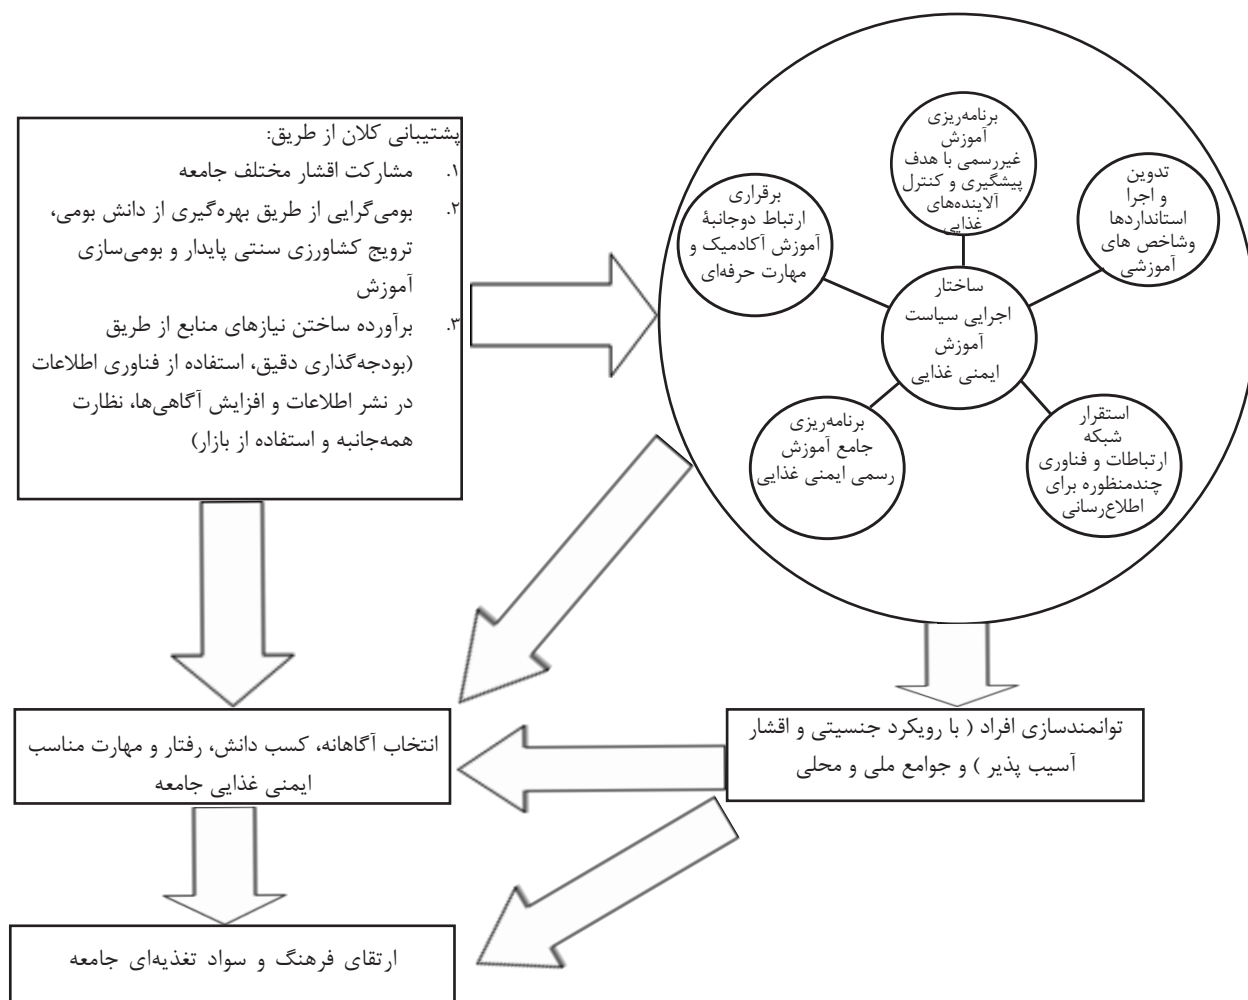 پشتیبانی کلان از طریق:
۱. مشارکت اقشار مختلف جامعه
۲. بومی‌گرایی از طریق بهره‌گیری از دانش بومی،
ترویج کشاورزی سنتی پایدار و بومی‌سازی
آموزش
۳. برآورده ساختن نیازهای منابع از طریق
(بودجه‌گذاری دقیق، استفاده از فناوری اطلاعات
در نشر اطلاعات و افزایش آگاهی‌ها، نظارت
همه‌جانبه و استفاده از بازار)
برنامه‌ریزی
آموزش
غیررسمی با هدف
پیشگیری و کنترل
آلاینده‌های
غذایی
تدوین
و اجرا
استانداردها
وشاخص های
آموزشی
برقراری
ارتباط دوجانبۀ
آموزش آکادمیک و
مهارت حرفه‌ای
ساختار
اجرایی سیاست
آموزش
ایمنی غذایی
استقرار
شبکه
ارتباطات و فناوری
چندمنظوره برای
اطلاع‌رسانی
برنامه‌ریزی
جامع آموزش
رسمی ایمنی غذایی
توانمندسازی افراد ( با رویکرد جنسیتی و اقشار
آسیب پذیر ) و جوامع ملی و محلی
انتخاب آگاهانه، کسب دانش، رفتار و مهارت مناسب
ایمنی غذایی جامعه
ارتقای فرهنگ و سواد تغذیه‌ای جامعه